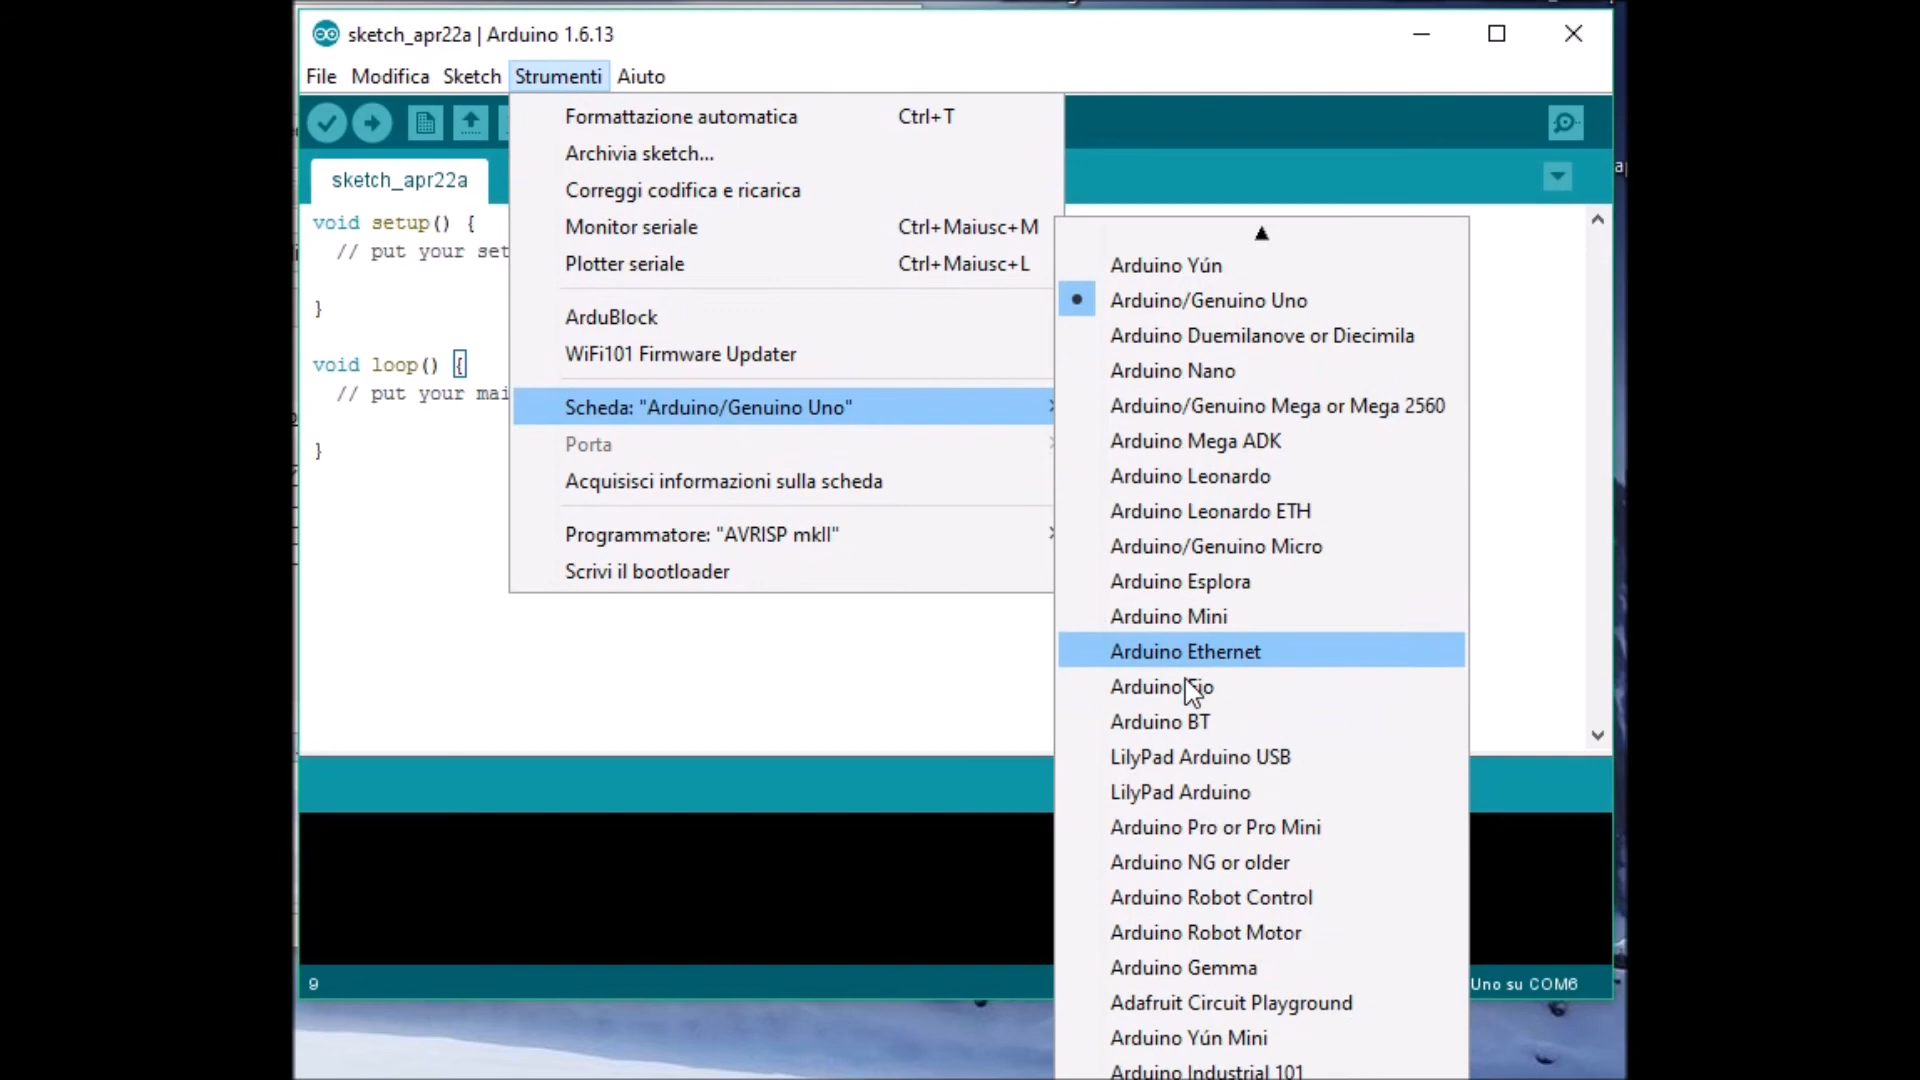 sketch_apr22a | Arduino 1.6.13
File Modifica Sketch Strumenti Aiuto
sketch_apr22a
void setup() {
// put your set
}
void loop() {
// put your mai
}
Formattazione automatica Ctrl+T
Archivia sketch...
Correggi codifica e ricarica
Monitor seriale Ctrl+Maiusc+M
Plotter seriale Ctrl+Maiusc+L
ArduBlock
WiFi101 Firmware Updater
Scheda: "Arduino/Genuino Uno"
Porta
Acquisisci informazioni sulla scheda
Programmatore: "AVRISP mkII"
Scrivi il bootloader
Arduino Yún
Arduino/Genuino Uno
Arduino Duemilanove or Diecimila
Arduino Nano
Arduino/Genuino Mega or Mega 2560
Arduino Mega ADK
Arduino Leonardo
Arduino Leonardo ETH
Arduino/Genuino Micro
Arduino Esplora
Arduino Mini
Arduino Ethernet
Arduino
Arduino BT
LilyPad Arduino USB
LilyPad Arduino
Arduino Pro or Pro Mini
Arduino NG or older
Arduino Robot Control
Arduino Robot Motor
Arduino Gemma
Adafruit Circuit Playground
Arduino Yún Mini
Arduino Industrial 101
9
Uno su COM6